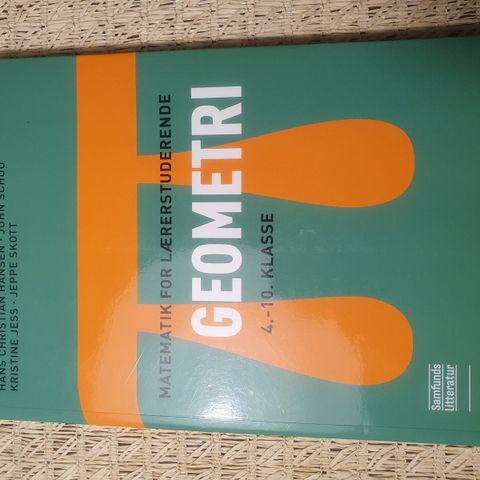 HANS CHRISTIAN HANSEN · JOHN SCHOU
KRISTINE JESS · JEPPE SKOTT
MATEMATIK FOR LÆRERSTUDERENDE
GEOMETRI
4.-10. KLASSE
Samfunds
Litteratur